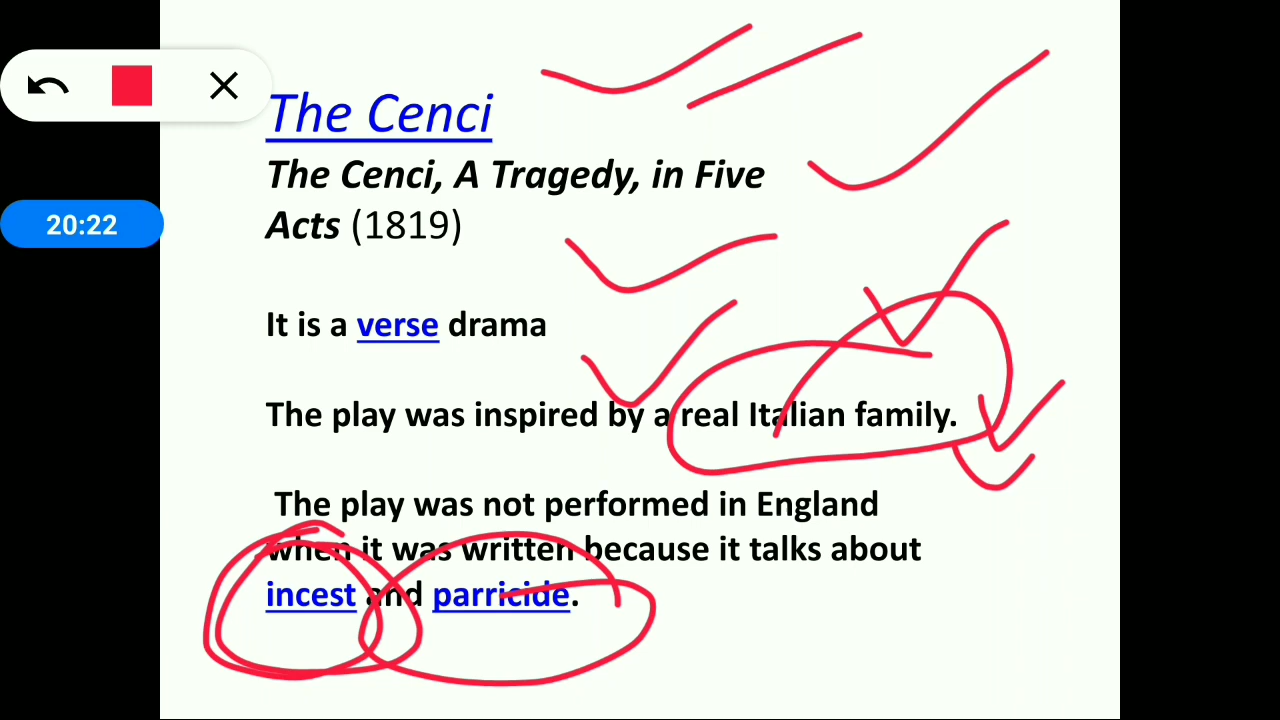 The Cenci
The Cenci, A Tragedy, in Five
Acts (1819)
20:22
It is a verse drama
The play was inspired by a real Italian family.
The play was not performed in England
when it was written because it talks about
incest and parricide.